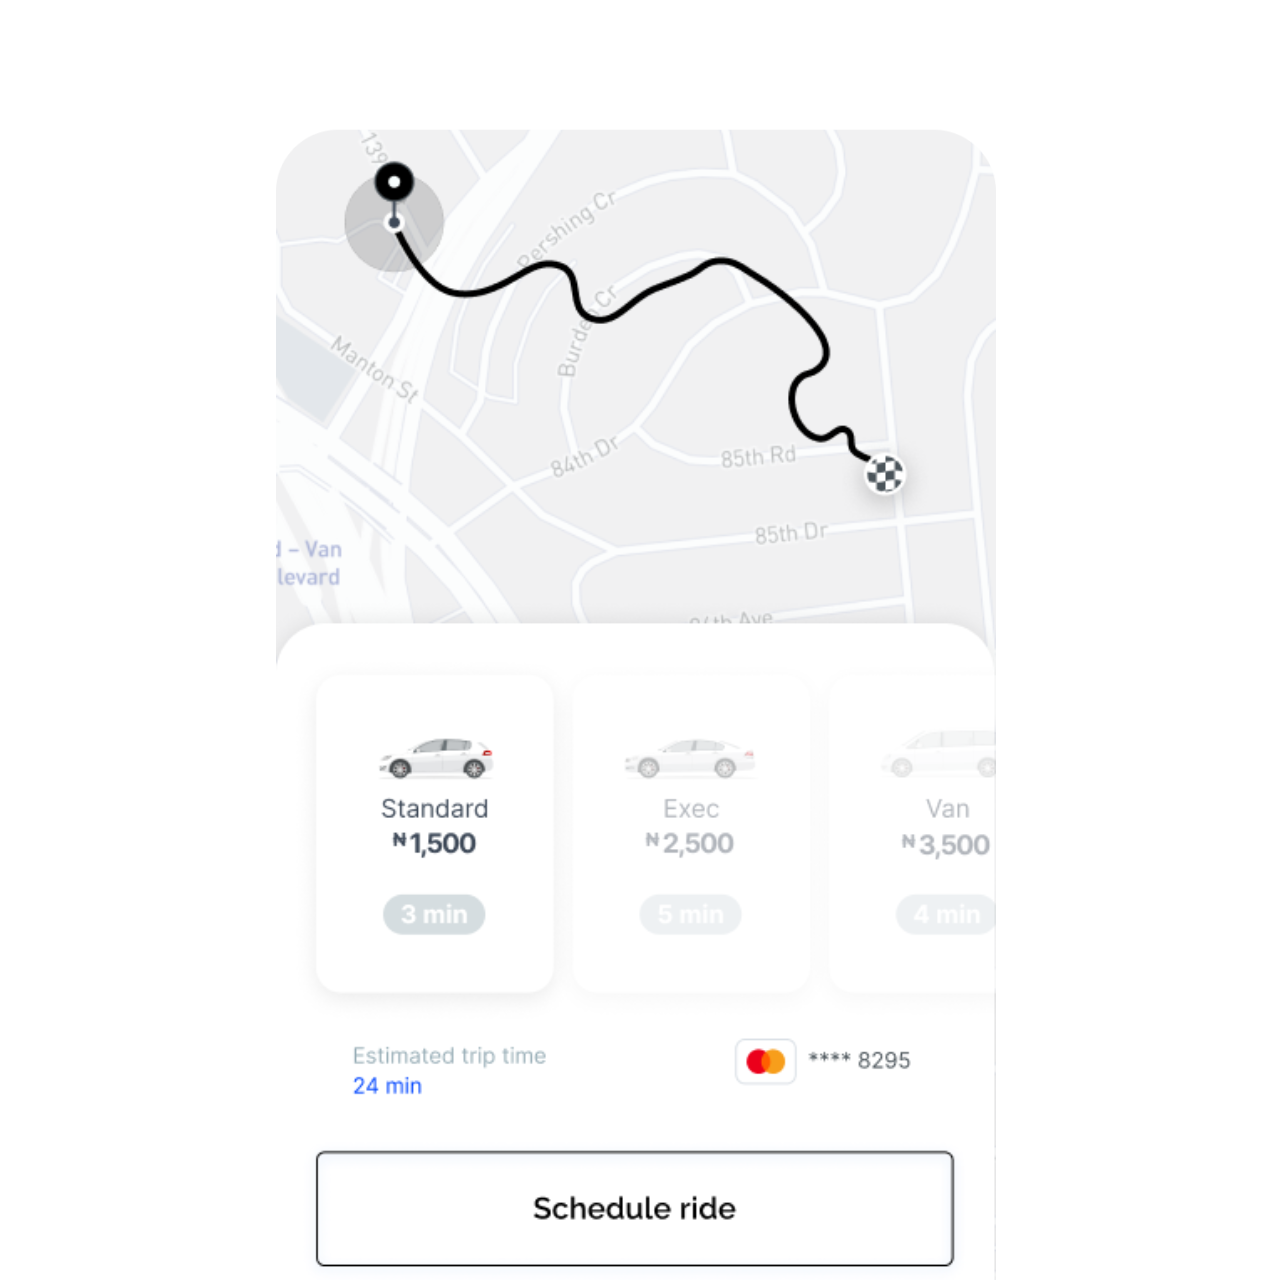 139
Pershing Cr
Burden Cr
Manton St
84th Dr
85th Rd
85th Dr
– Van
levard
Ave
Standard
₦1,500
3 min
Exec
₦2,500
5 min
Van
₦3,500
4 min
Estimated trip time
24 min
**** 8295
Schedule ride